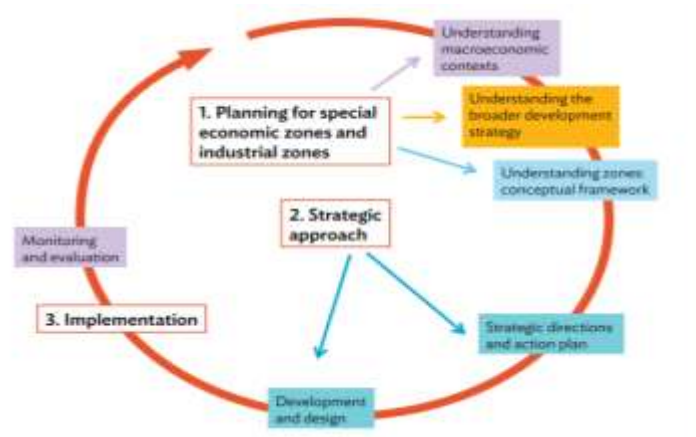 Understanding
macroeconomic
contexts
1. Planning for special
economic zones and
industrial zones
Understanding the
broader development
strategy
Understanding zones:
conceptual framework
2. Strategic
approach
Monitoring
and evaluation
3. Implementation
Strategic directions
and action plan
Development
and design